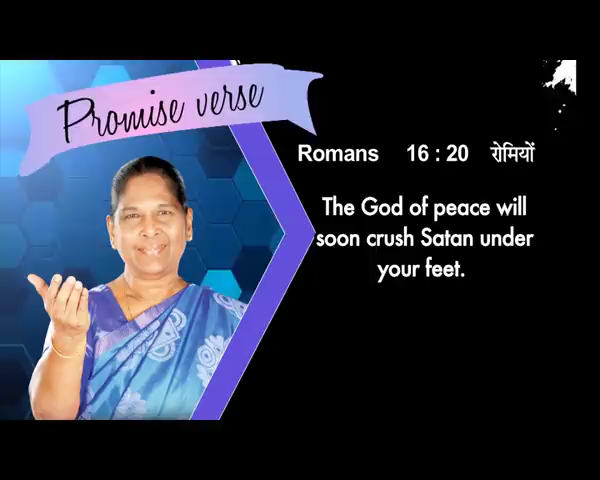 Promise verse
Romans 16 : 20 रोमियों
The God of peace will
soon crush Satan under
your feet.